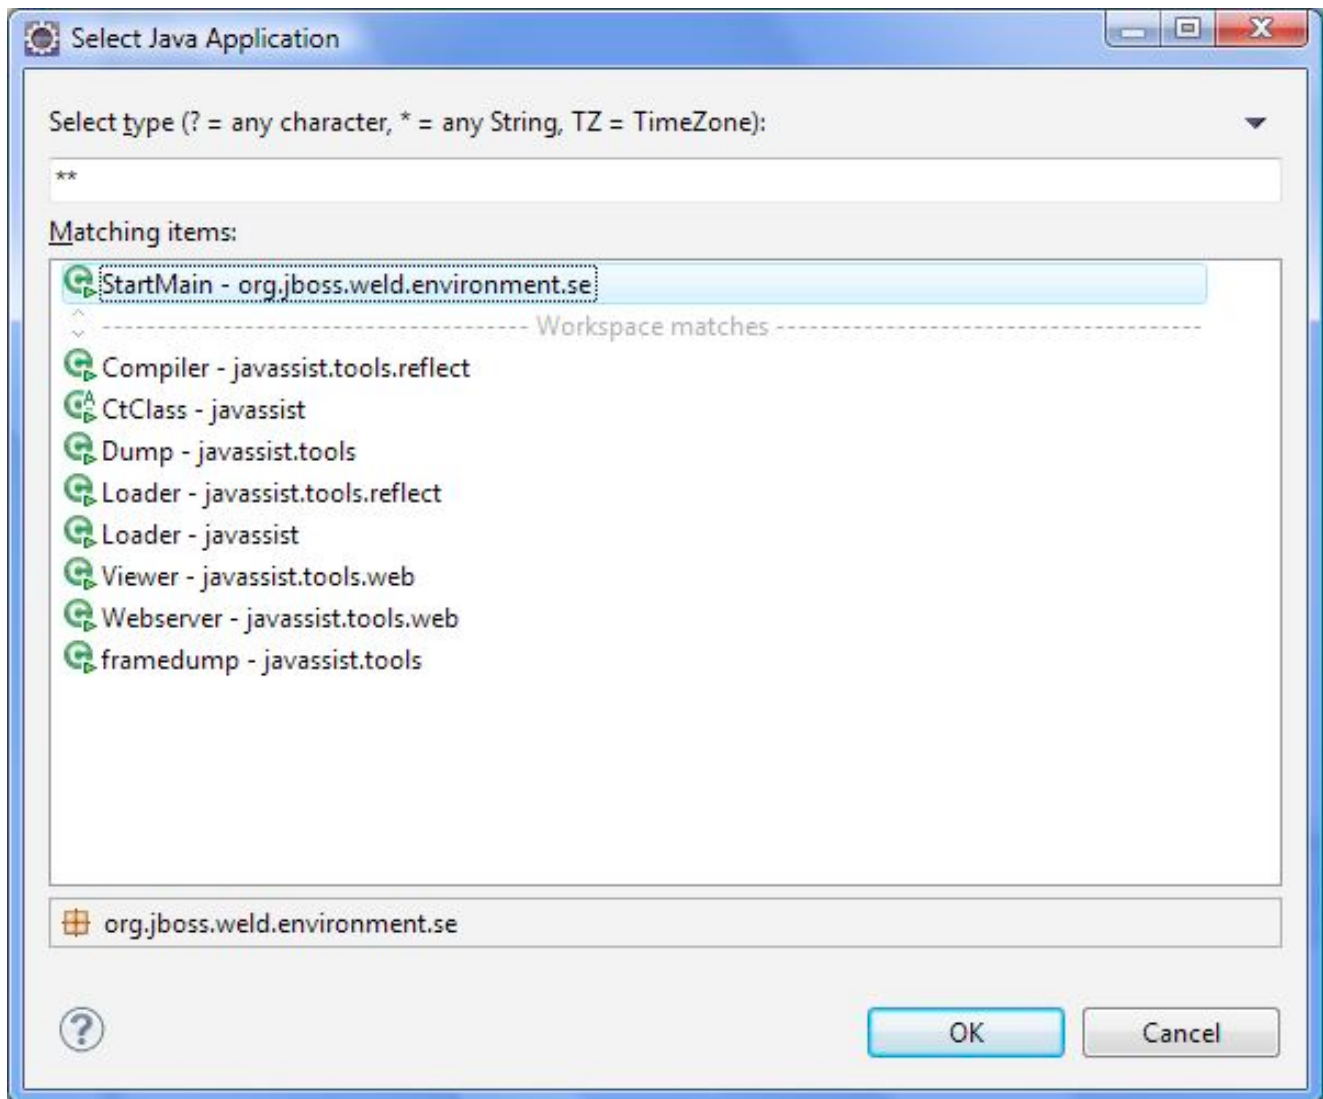 Select Java Application
Select type (? = any character, * = any String, TZ = TimeZone):
**
Matching items:
StartMain - org.jboss.weld.environment.se
Workspace matches
Compiler - javassist.tools.reflect
CtClass - javassist
Dump - javassist.tools
Loader - javassist.tools.reflect
Loader - javassist
Viewer - javassist.tools.web
Webserver - javassist.tools.web
framedump - javassist.tools
org.jboss.weld.environment.se
OK Cancel